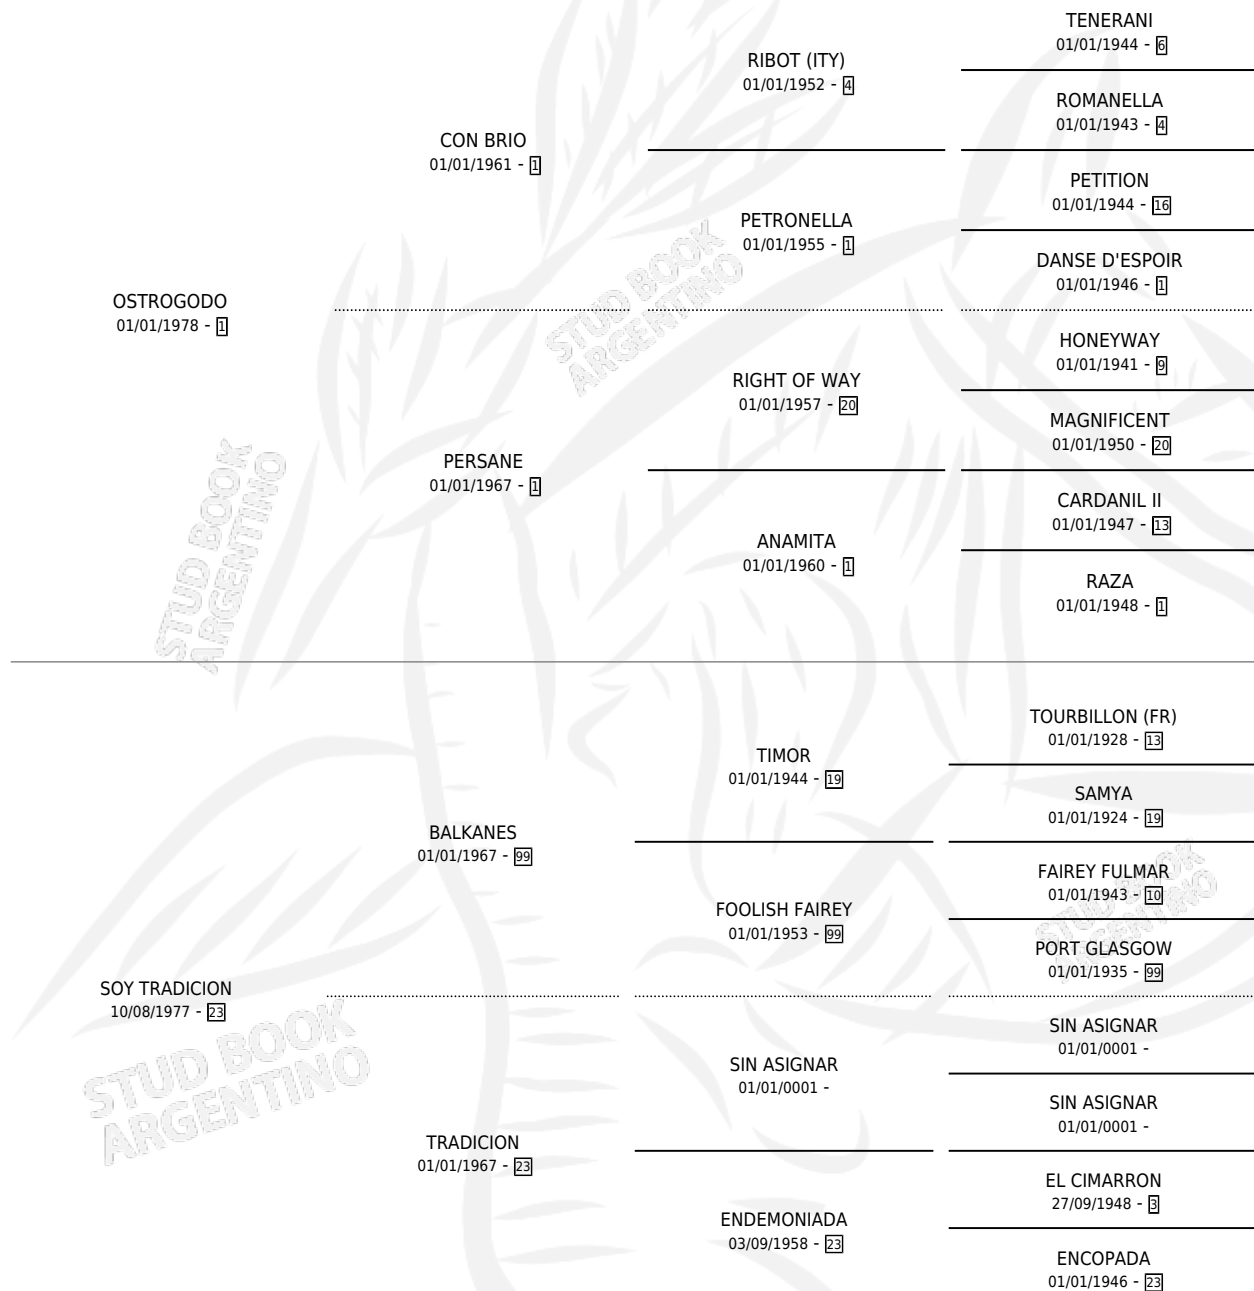 TENERANI
01/01/1944 - 6
RIBOT (ITY)
01/01/1952 - 4
ROMANELLA
01/01/1943 - 4
CON BRIO
01/01/1961 - 1
PETITION
01/01/1944 - 16
PETRONELLA
01/01/1955 - 1
DANSE D'ESPOIR
01/01/1946 - 1
OSTROGODO
01/01/1978 - 1
STUD BOOK
ARGENTINO
HONEYWAY
01/01/1941 - 9
RIGHT OF WAY
01/01/1957 - 20
MAGNIFICENT
01/01/1950 - 20
PERSANE
01/01/1967 - 1
CARDANIL II
01/01/1947 - 13
ANAMITA
01/01/1960 - 1
RAZA
01/01/1948 - 1
STUD BOOK
ARGENTINO
TOURBILLON (FR)
01/01/1928 - 13
TIMOR
01/01/1944 - 19
SAMYA
01/01/1924 - 19
BALKANES
01/01/1967 - 99
FAIREY FULMAR
01/01/1943 - 10
FOOLISH FAIREY
01/01/1953 - 99
PORT GLASGOW
01/01/1935 - 99
STUD BOOK
ARGENTINO
SOY TRADICION
10/08/1977 - 23
SIN ASIGNAR
01/01/0001 -
SIN ASIGNAR
01/01/0001 -
SIN ASIGNAR
01/01/0001 -
TRADICION
01/01/1967 - 23
EL CIMARRON
27/09/1948 - 3
ENDEMONIADA
03/09/1958 - 23
ENCOPADA
01/01/1946 - 23
STUD BOOK
ARGENTINO